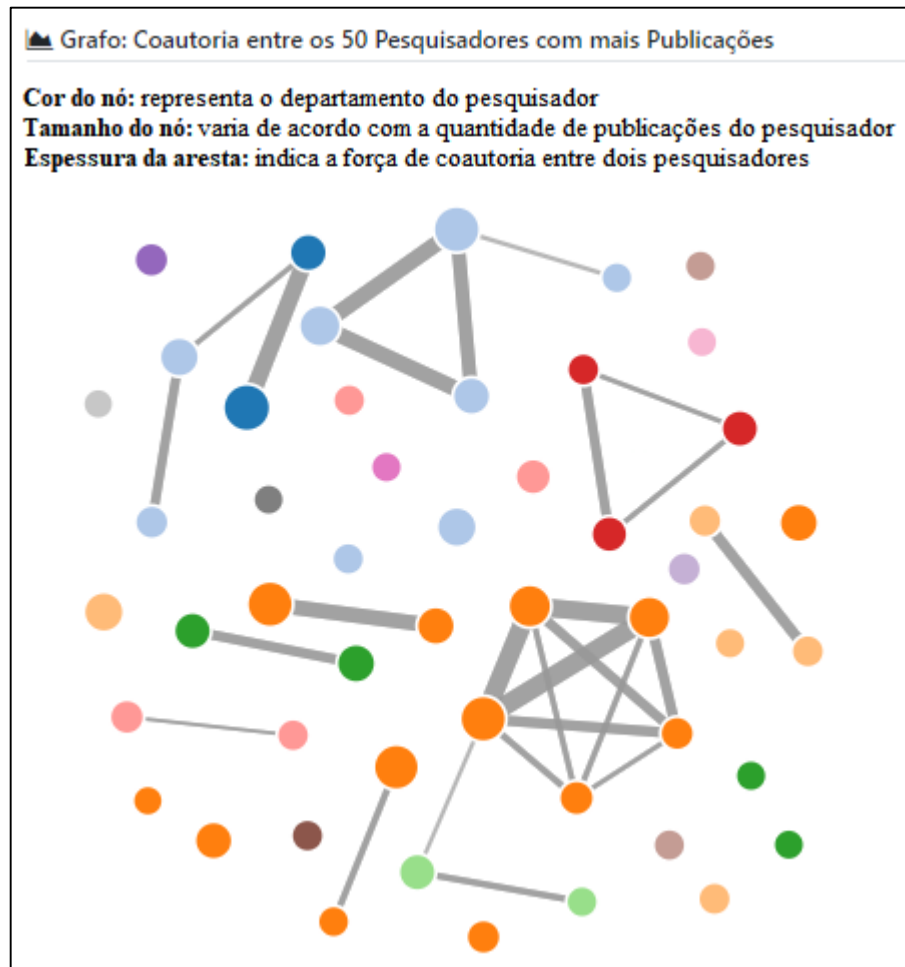 Grafo: Coautoria entre os 50 Pesquisadores com mais Publicações
Cor do nó: representa o departamento do pesquisador
Tamanho do nó: varia de acordo com a quantidade de publicações do pesquisador
Espessura da aresta: indica a força de coautoria entre dois pesquisadores